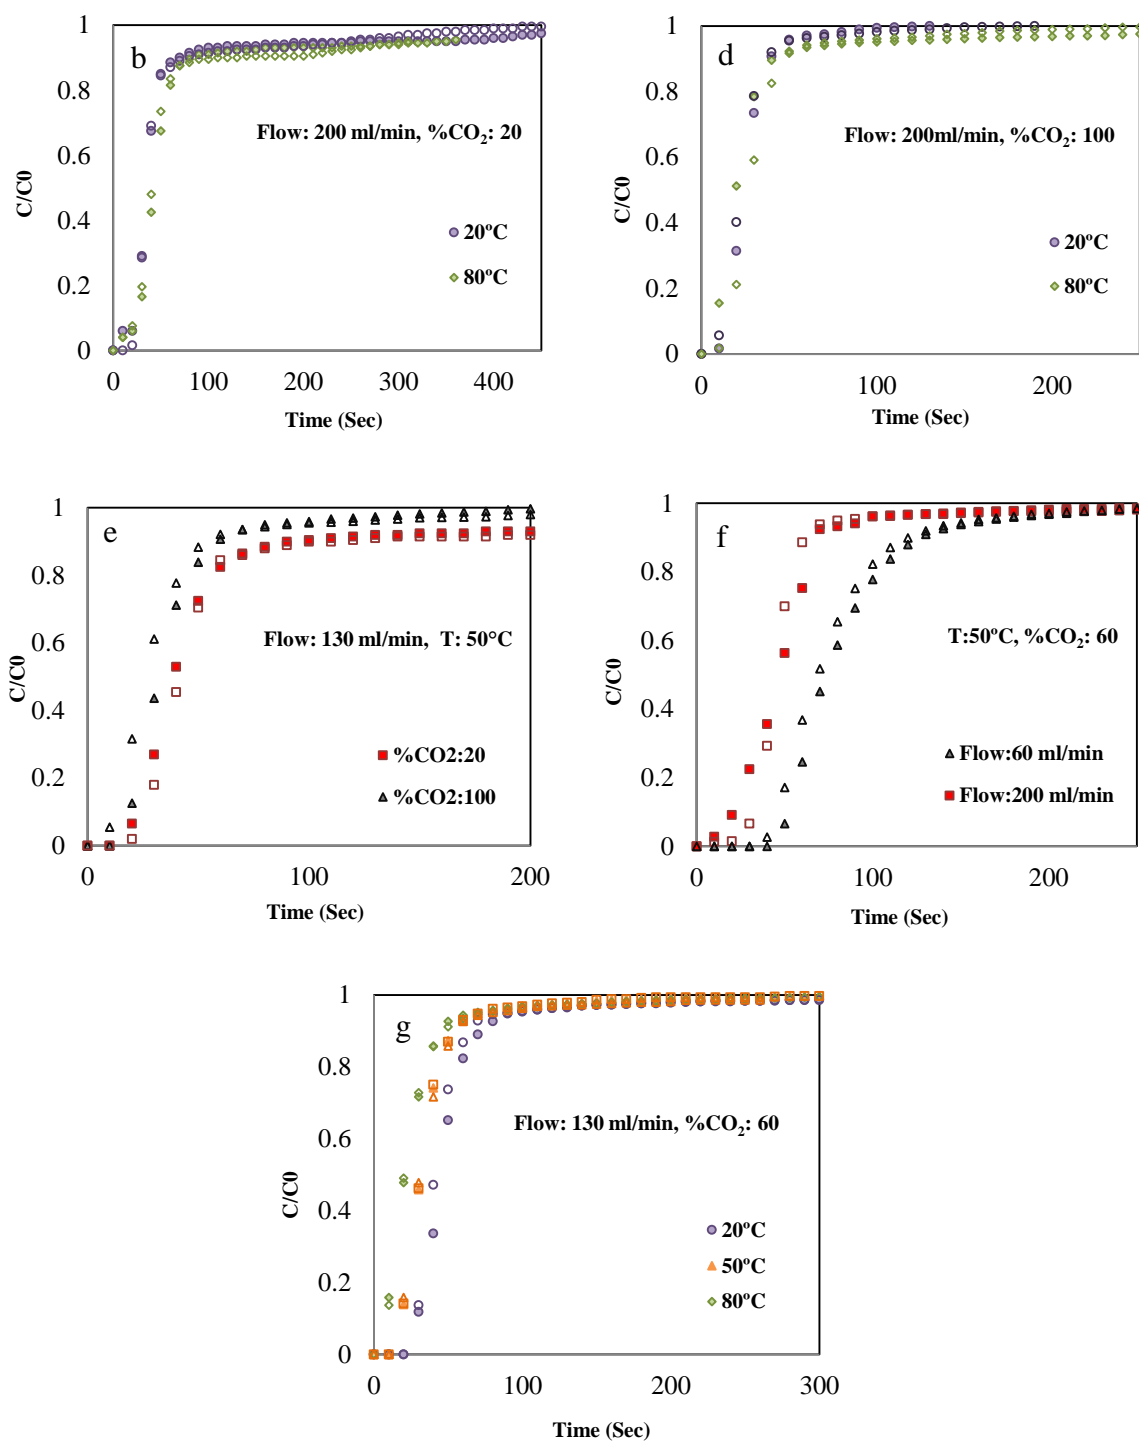 b
Flow: 200 ml/min, %CO₂: 20
20ºC
80ºC
C/C0
1
0.8
0.6
0.4
0.2
0
0 100 200 300 400
Time (Sec)
d
Flow: 200ml/min, %CO₂: 100
20ºC
80ºC
C/C0
1
0.8
0.6
0.4
0.2
0
0 100 200
Time (Sec)
e
Flow: 130 ml/min, T: 50°C
%CO2:20
%CO2:100
C/C0
1
0.8
0.6
0.4
0.2
0
0 100 200
Time (Sec)
f
T:50ºC, %CO₂: 60
Flow:60 ml/min
Flow:200 ml/min
C/C0
1
0.8
0.6
0.4
0.2
0
0 100 200
Time (Sec)
g
Flow: 130 ml/min, %CO₂: 60
20ºC
50ºC
80ºC
C/C0
1
0.8
0.6
0.4
0.2
0
0 100 200 300
Time (Sec)